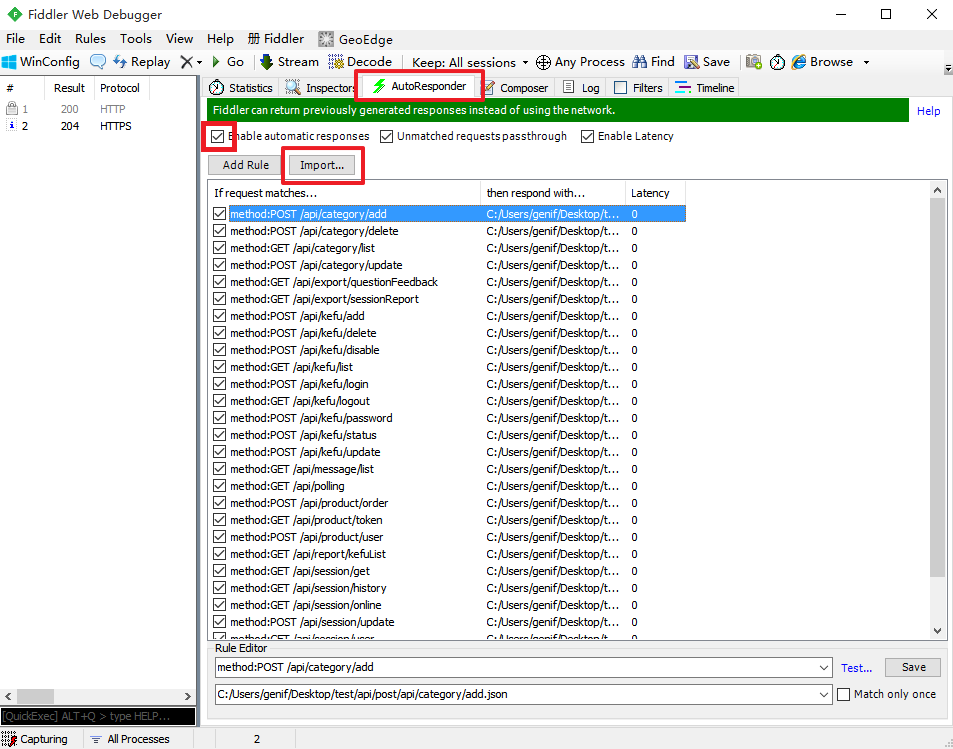 Fiddler Web Debugger
File Edit Rules Tools View Help 册 Fiddler GeoEdge
WinConfig Replay Go Stream Decode Keep: All sessions Any Process Find Save Browse
# Result Protocol
1 200 HTTP
2 204 HTTPS
Statistics Inspectors AutoResponder Composer Log Filters Timeline
Fiddler can return previously generated responses instead of using the network. Help
Enable automatic responses Unmatched requests passthrough Enable Latency
Add Rule Import...
If request matches... then respond with... Latency
method:POST /api/category/add C:/Users/genif/Desktop/t... 0
method:POST /api/category/delete C:/Users/genif/Desktop/t... 0
method:GET /api/category/list C:/Users/genif/Desktop/t... 0
method:POST /api/category/update C:/Users/genif/Desktop/t... 0
method:GET /api/export/questionFeedback C:/Users/genif/Desktop/t... 0
method:GET /api/export/sessionReport C:/Users/genif/Desktop/t... 0
method:POST /api/kefu/add C:/Users/genif/Desktop/t... 0
method:POST /api/kefu/delete C:/Users/genif/Desktop/t... 0
method:POST /api/kefu/disable C:/Users/genif/Desktop/t... 0
method:GET /api/kefu/list C:/Users/genif/Desktop/t... 0
method:POST /api/kefu/login C:/Users/genif/Desktop/t... 0
method:GET /api/kefu/logout C:/Users/genif/Desktop/t... 0
method:POST /api/kefu/password C:/Users/genif/Desktop/t... 0
method:POST /api/kefu/status C:/Users/genif/Desktop/t... 0
method:POST /api/kefu/update C:/Users/genif/Desktop/t... 0
method:GET /api/message/list C:/Users/genif/Desktop/t... 0
method:GET /api/polling C:/Users/genif/Desktop/t... 0
method:POST /api/product/order C:/Users/genif/Desktop/t... 0
method:GET /api/product/token C:/Users/genif/Desktop/t... 0
method:POST /api/product/user C:/Users/genif/Desktop/t... 0
method:GET /api/report/kefuList C:/Users/genif/Desktop/t... 0
method:GET /api/session/get C:/Users/genif/Desktop/t... 0
method:GET /api/session/history C:/Users/genif/Desktop/t... 0
method:GET /api/session/online C:/Users/genif/Desktop/t... 0
method:POST /api/session/update C:/Users/genif/Desktop/t... 0
method:GET /api/session/user C:/Users/genif/Desktop/t... 0
Rule Editor
method:POST /api/category/add Test... Save
C:/Users/genif/Desktop/test/api/post/api/category/add.json Match only once
[QuickExec] ALT+Q > type HELP...
Capturing All Processes 2